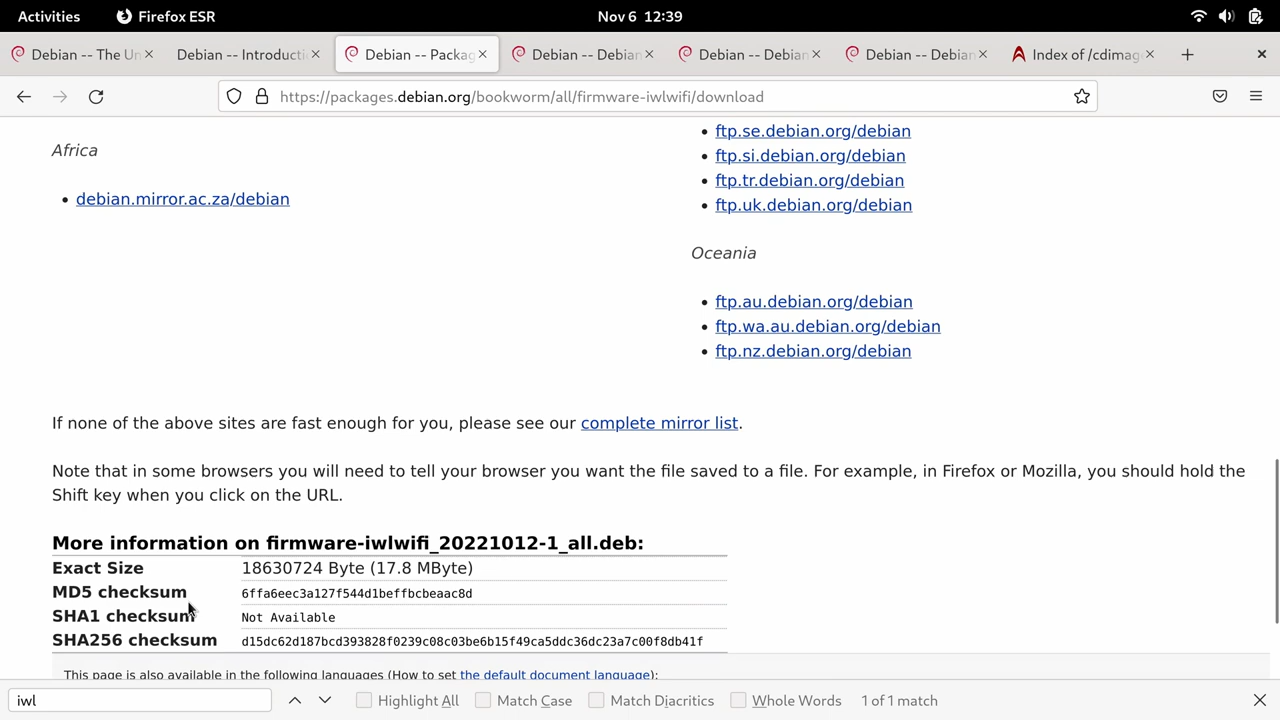 Activities
Firefox ESR
Nov 6 12:39
Debian -- The Un
Debian -- Introducti
Debian -- Packag
Debian -- Debian
Debian -- Debian
Debian -- Debian
Index of /cdimag
https://packages.debian.org/bookworm/all/firmware-iwlwifi/download
Africa
debian.mirror.ac.za/debian
ftp.se.debian.org/debian
ftp.si.debian.org/debian
ftp.tr.debian.org/debian
ftp.uk.debian.org/debian
Oceania
ftp.au.debian.org/debian
ftp.wa.au.debian.org/debian
ftp.nz.debian.org/debian
If none of the above sites are fast enough for you, please see our complete mirror list.
Note that in some browsers you will need to tell your browser you want the file saved to a file. For example, in Firefox or Mozilla, you should hold the
Shift key when you click on the URL.
More information on firmware-iwlwifi_20221012-1_all.deb:
Exact Size 18630724 Byte (17.8 MByte)
MD5 checksum 6ffa6eec3a127f544d1beffbcbeaac8d
SHA1 checksum Not Available
SHA256 checksum d15dc62d187bcd393828f0239c08c03be6b15f49ca5ddc36dc23a7c00f8db41f
This page is also available in the following languages (How to set the default document language):
iwl
Highlight All
Match Case
Match Diacritics
Whole Words
1 of 1 match